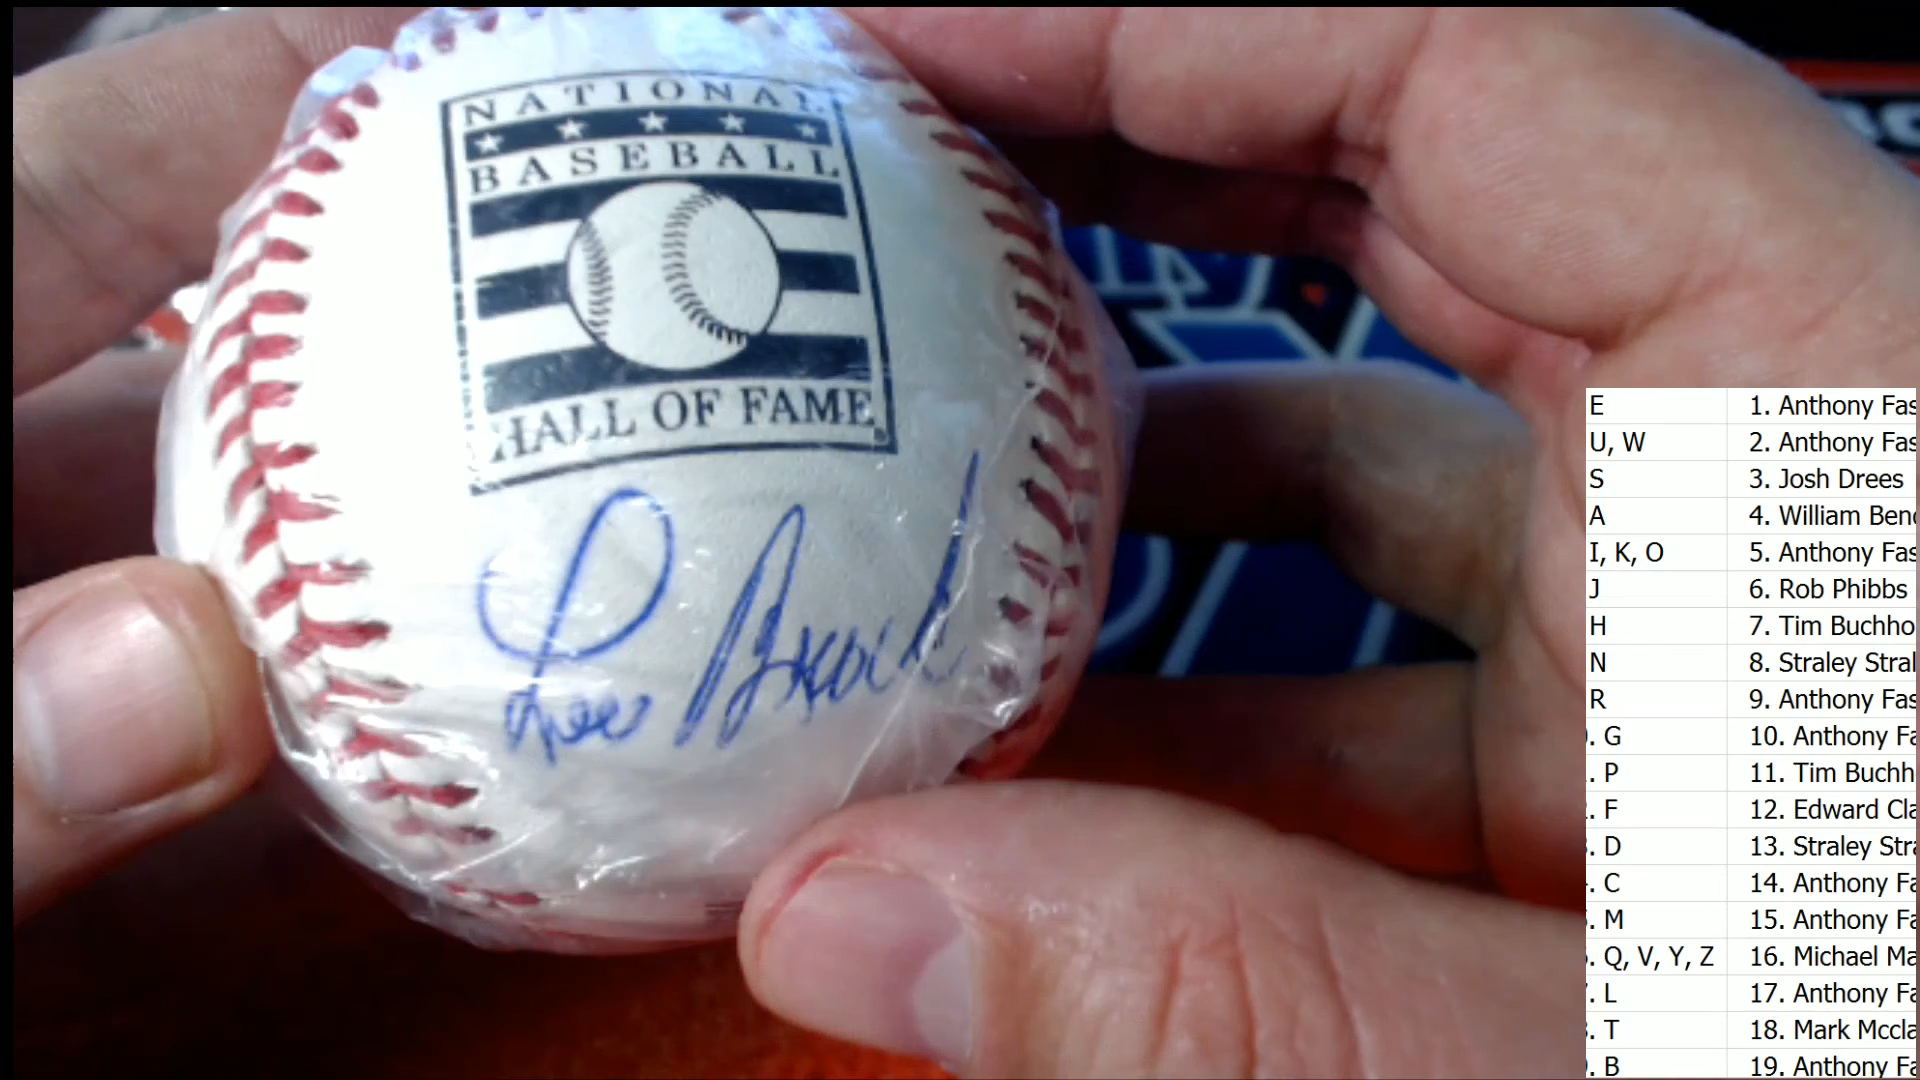 NATIONAL
BASEBALL
HALL OF FAME
Lou Brock
E 1. Anthony Fas
U, W 2. Anthony Fas
S 3. Josh Drees
A 4. William Ben
I, K, O 5. Anthony Fas
J 6. Rob Phibbs
H 7. Tim Buchho
N 8. Straley Stral
R 9. Anthony Fas
. G 10. Anthony Fa
. P 11. Tim Buchh
. F 12. Edward Cla
. D 13. Straley Stra
. C 14. Anthony Fa
. M 15. Anthony Fa
. Q, V, Y, Z 16. Michael Ma
. L 17. Anthony Fa
. T 18. Mark Mccla
. B 19. Anthony Fa